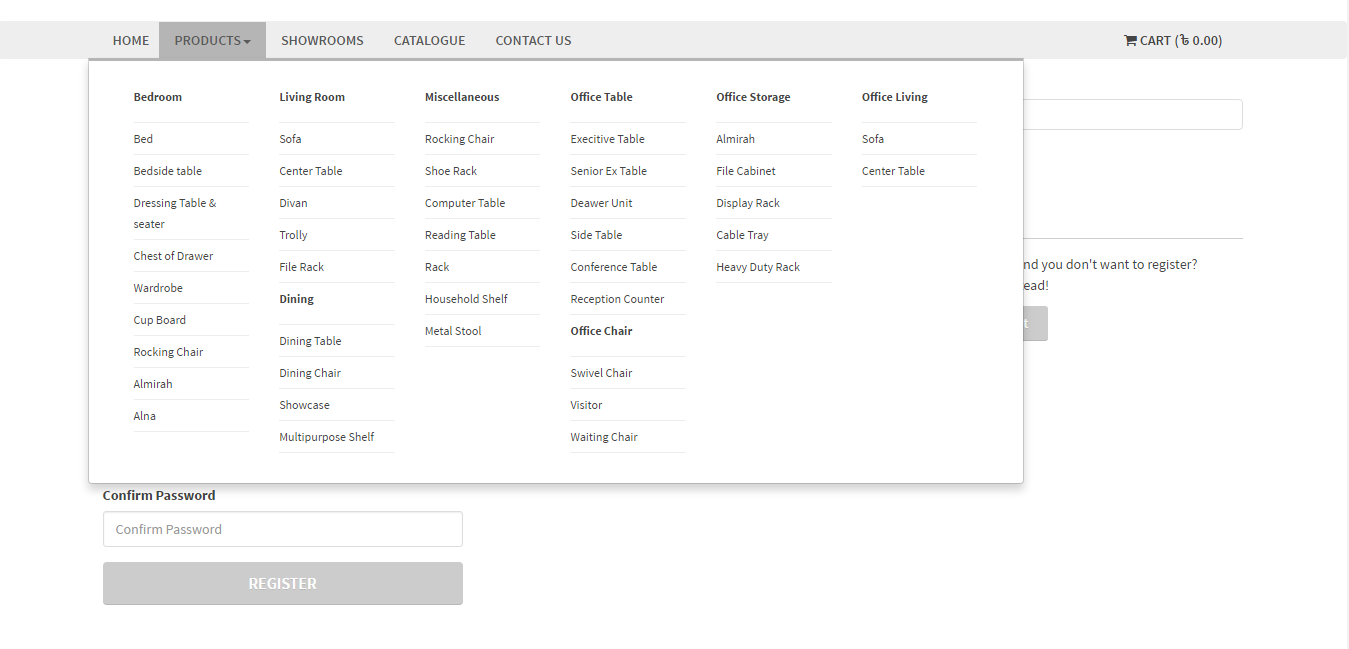 HOME PRODUCTS SHOWROOMS CATALOGUE CONTACT US CART (৳ 0.00)
Bedroom
Bed
Bedside table
Dressing Table &
seater
Chest of Drawer
Wardrobe
Cup Board
Rocking Chair
Almirah
Alna
Living Room
Sofa
Center Table
Divan
Trolly
File Rack
Dining
Dining Table
Dining Chair
Showcase
Multipurpose Shelf
Miscellaneous
Rocking Chair
Shoe Rack
Computer Table
Reading Table
Rack
Household Shelf
Metal Stool
Office Table
Execitive Table
Senior Ex Table
Deawer Unit
Side Table
Conference Table
Reception Counter
Office Chair
Swivel Chair
Visitor
Waiting Chair
Office Storage
Almirah
File Cabinet
Display Rack
Cable Tray
Heavy Duty Rack
Office Living
Sofa
Center Table
nd you don't want to register?
ead!
t
Confirm Password
Confirm Password
REGISTER